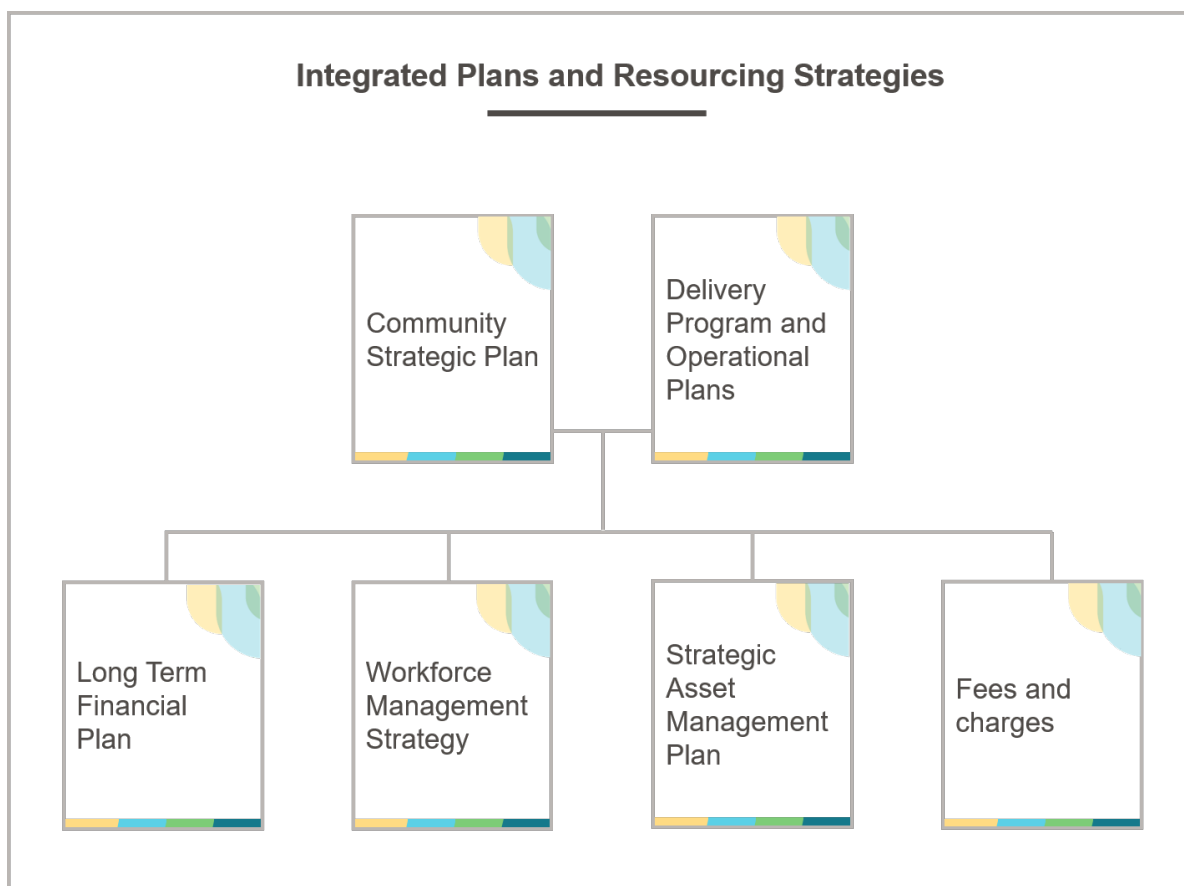 Integrated Plans and Resourcing Strategies
Community
Strategic Plan
Delivery
Program and
Operational
Plans
Long Term
Financial
Plan
Workforce
Management
Strategy
Strategic
Asset
Management
Plan
Fees and
charges